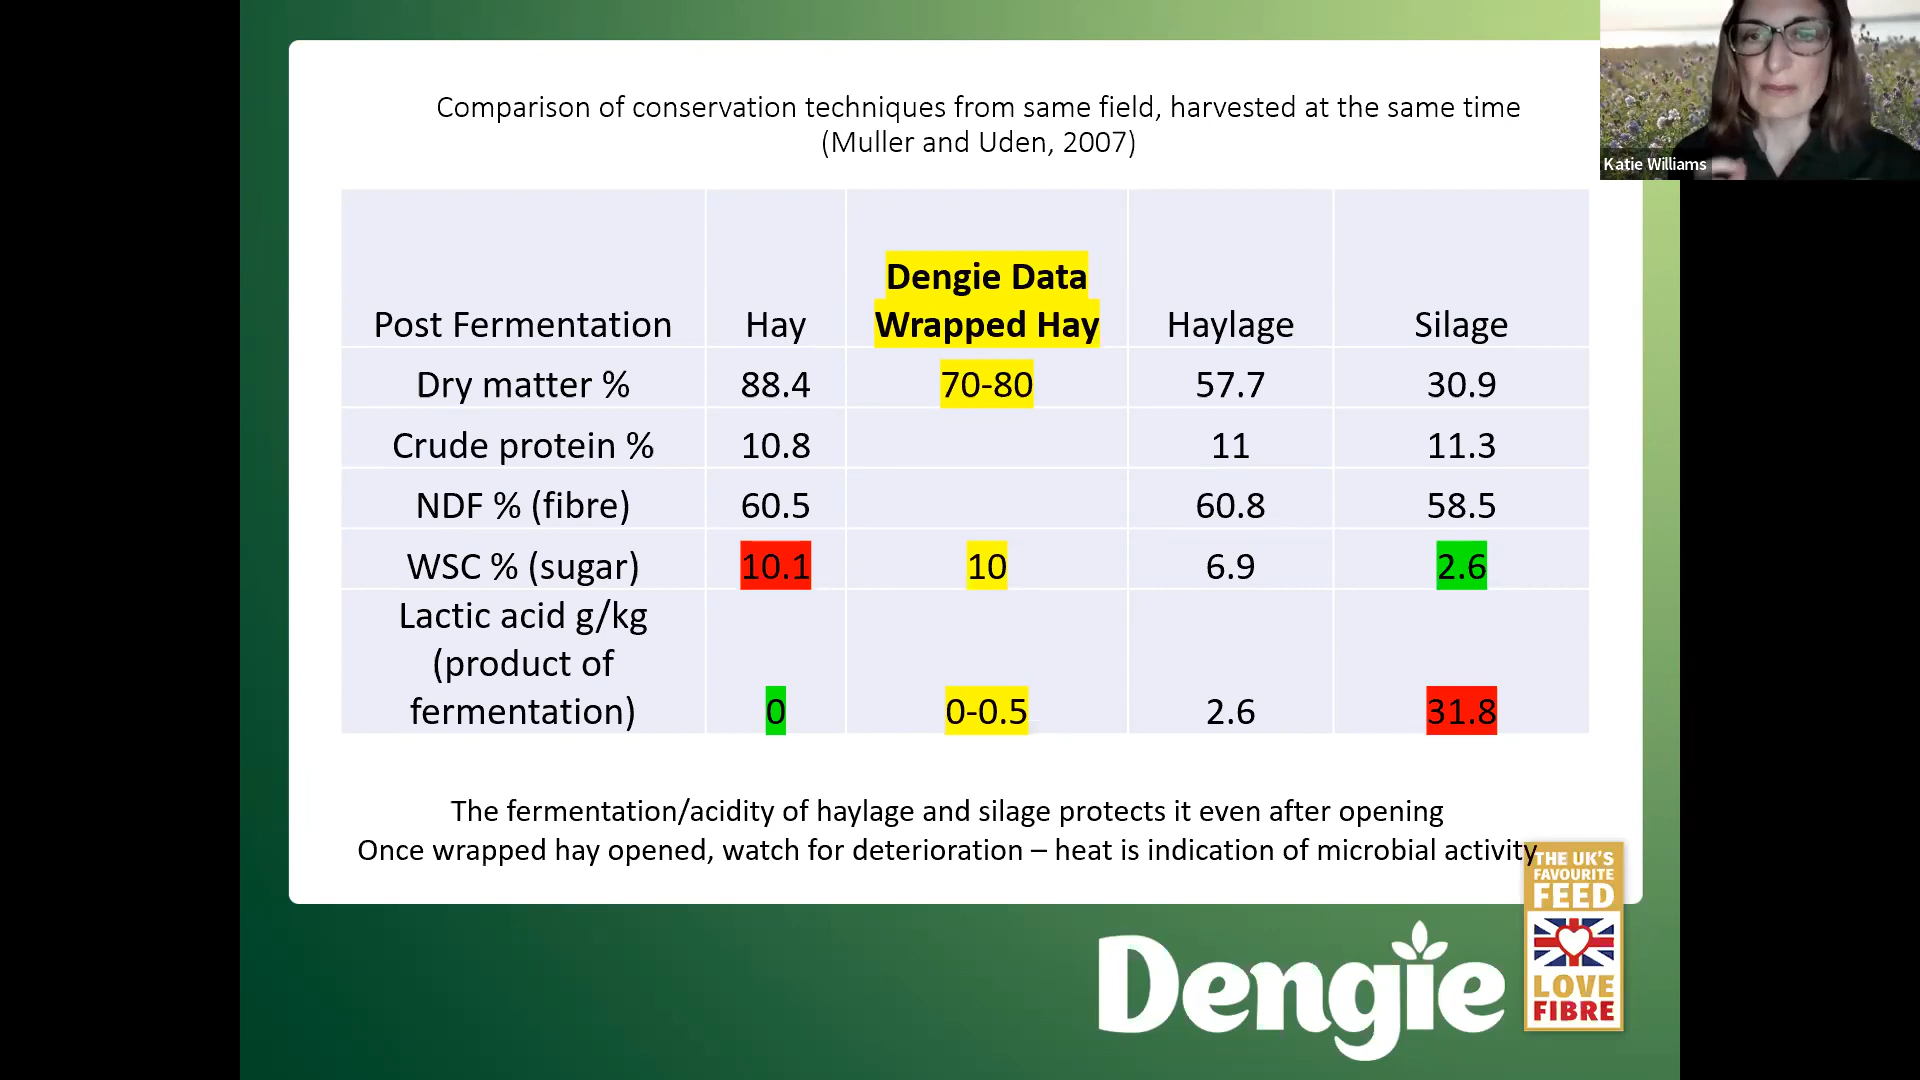 Comparison of conservation techniques from same field, harvested at the same time
(Muller and Uden, 2007)
Katie Williams
Post Fermentation Hay Dengie Data Wrapped Hay Haylage Silage
Dry matter % 88.4 70-80 57.7 30.9
Crude protein % 10.8 11 11.3
NDF % (fibre) 60.5 60.8 58.5
WSC % (sugar) 10.1 10 6.9 2.6
Lactic acid g/kg
(product of
fermentation) 0 0-0.5 2.6 31.8
The fermentation/acidity of haylage and silage protects it even after opening
Once wrapped hay opened, watch for deterioration – heat is indication of microbial activity
THE UK'S
FAVOURITE
FEED
LOVE
FIBRE
Dengie